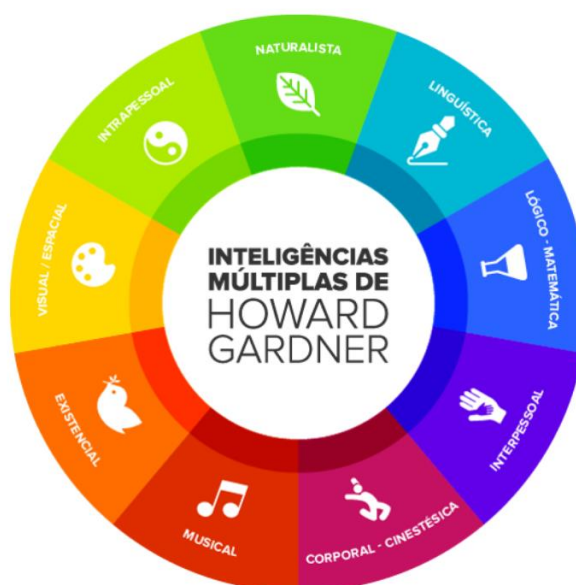 INTELIGÊNCIAS
MÚLTIPLAS DE
HOWARD
GARDNER
NATURALISTA
LINGUÍSTICA
LÓGICO - MATEMÁTICA
INTERPESSOAL
CORPORAL - CINESTÉSICA
MUSICAL
EXISTENCIAL
VISUAL / ESPACIAL
INTRAPESSOAL